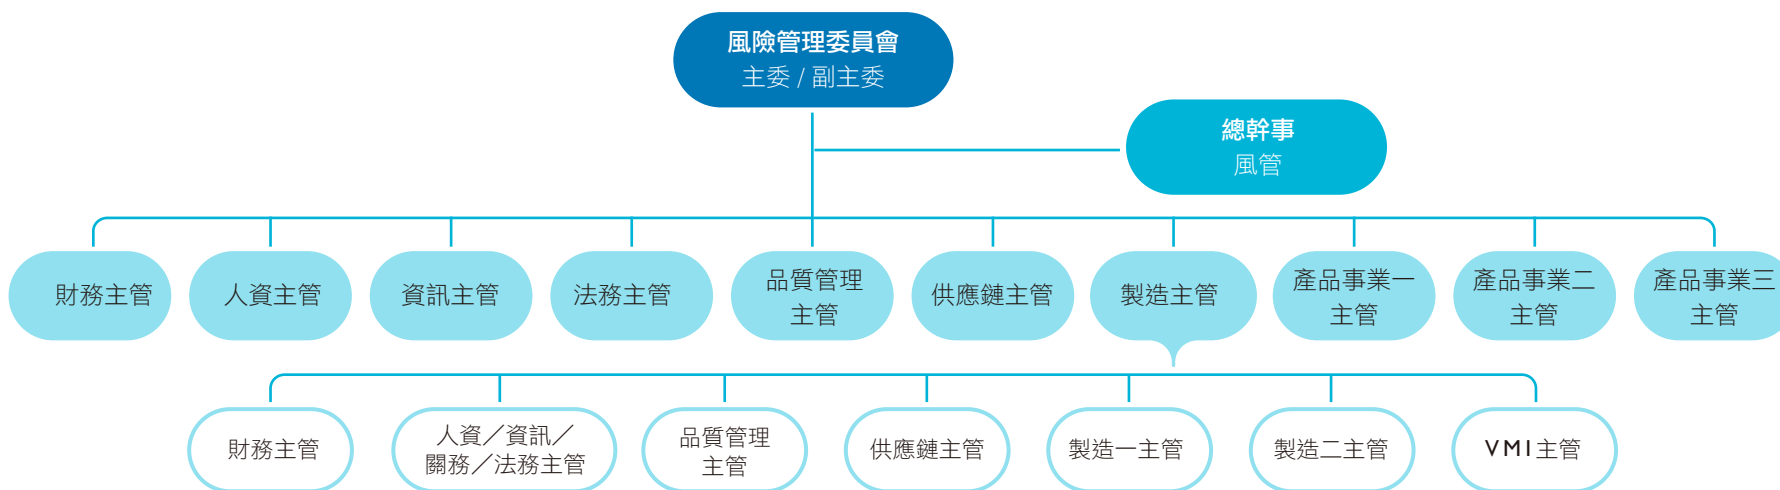 風險管理委員會
主委 / 副主委
總幹事
風管
財務主管
人資主管
資訊主管
法務主管
品質管理
主管
供應鏈主管
製造主管
產品事業一
主管
產品事業二
主管
產品事業三
主管
財務主管
人資／資訊／
關務／法務主管
品質管理
主管
供應鏈主管
製造一主管
製造二主管
VMI 主管